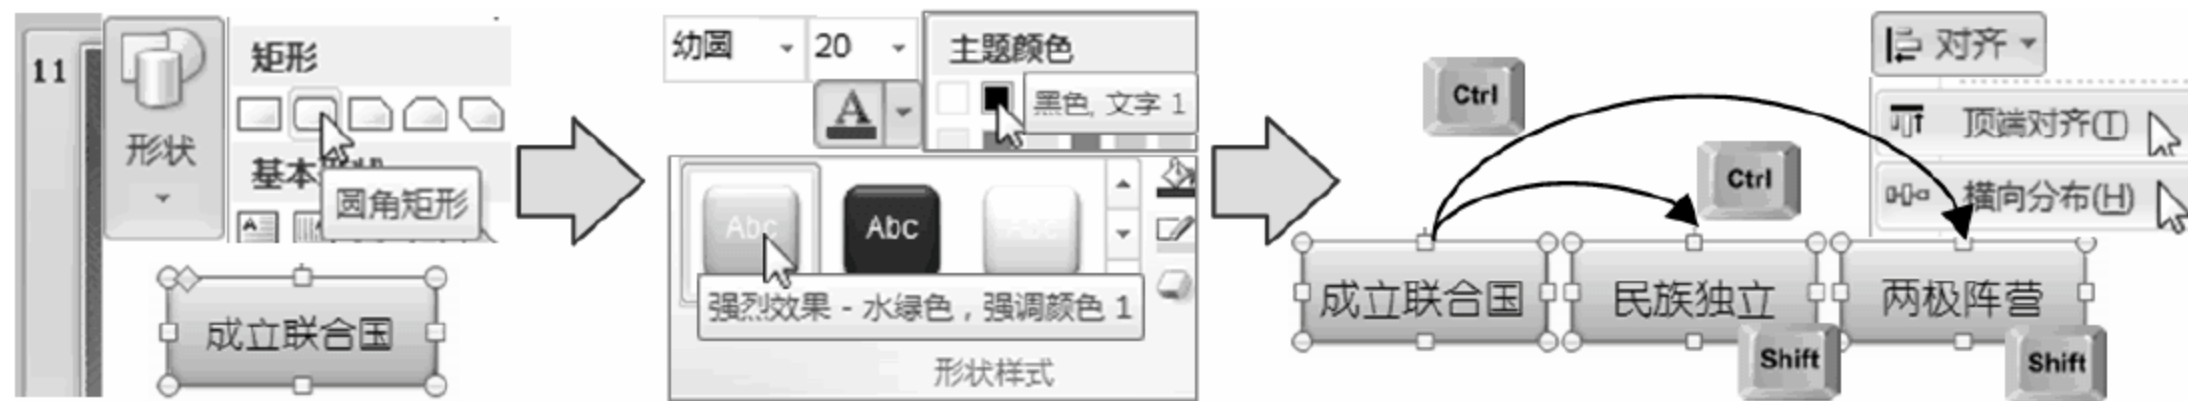 11
形状
矩形
基本
圆角矩形
成立联合国
幼圆
20
主题颜色
黑色, 文字 1
A
Abc
Abc
Abc
强烈效果 - 水绿色，强调颜色 1
形状样式
Ctrl
Ctrl
对齐
顶端对齐(T)
横向分布(H)
成立联合国
民族独立
两极阵营
Shift
Shift